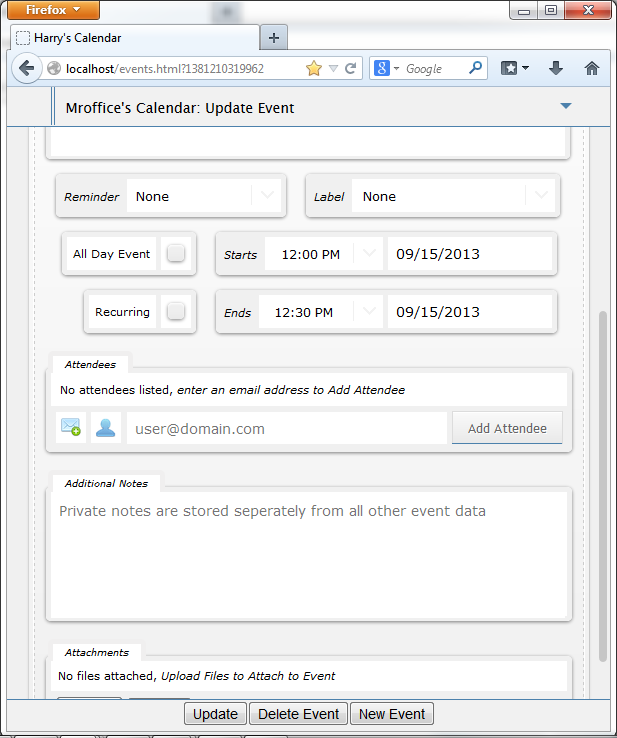 Firefox
Harry's Calendar
localhost/events.html?1381210319962
Google
Mroffice's Calendar: Update Event
Reminder None Label None
All Day Event Starts 12:00 PM 09/15/2013
Recurring Ends 12:30 PM 09/15/2013
Attendees
No attendees listed, enter an email address to Add Attendee
user@domain.com Add Attendee
Additional Notes
Private notes are stored seperately from all other event data
Attachments
No files attached, Upload Files to Attach to Event
Update Delete Event New Event